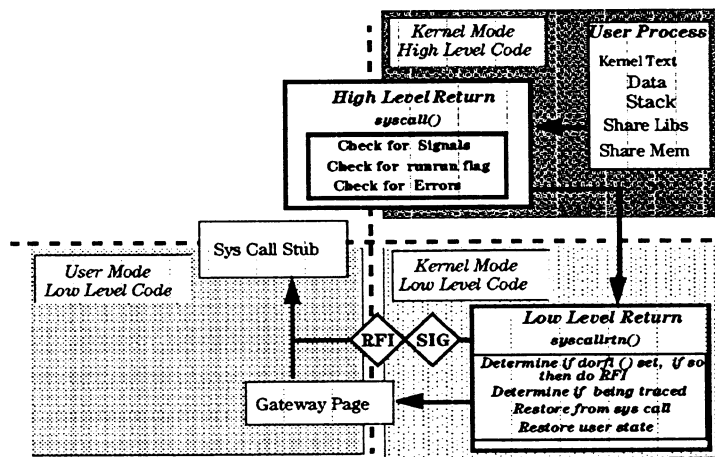 Kernel Mode
High Level Code
User Process
Kernel Text
Data
Stack
Share Libs
Share Mem
High Level Return
syscall()
Check for Signals
Check for runrun flag
Check for Errors
Sys Call Stub
User Mode
Low Level Code
Kernel Mode
Low Level Code
RFI
SIG
Gateway Page
Low Level Return
syscallrtn()
Determine if dorfi () set, if so
then do RFI
Determine if being traced
Restore from sys call
Restore user state